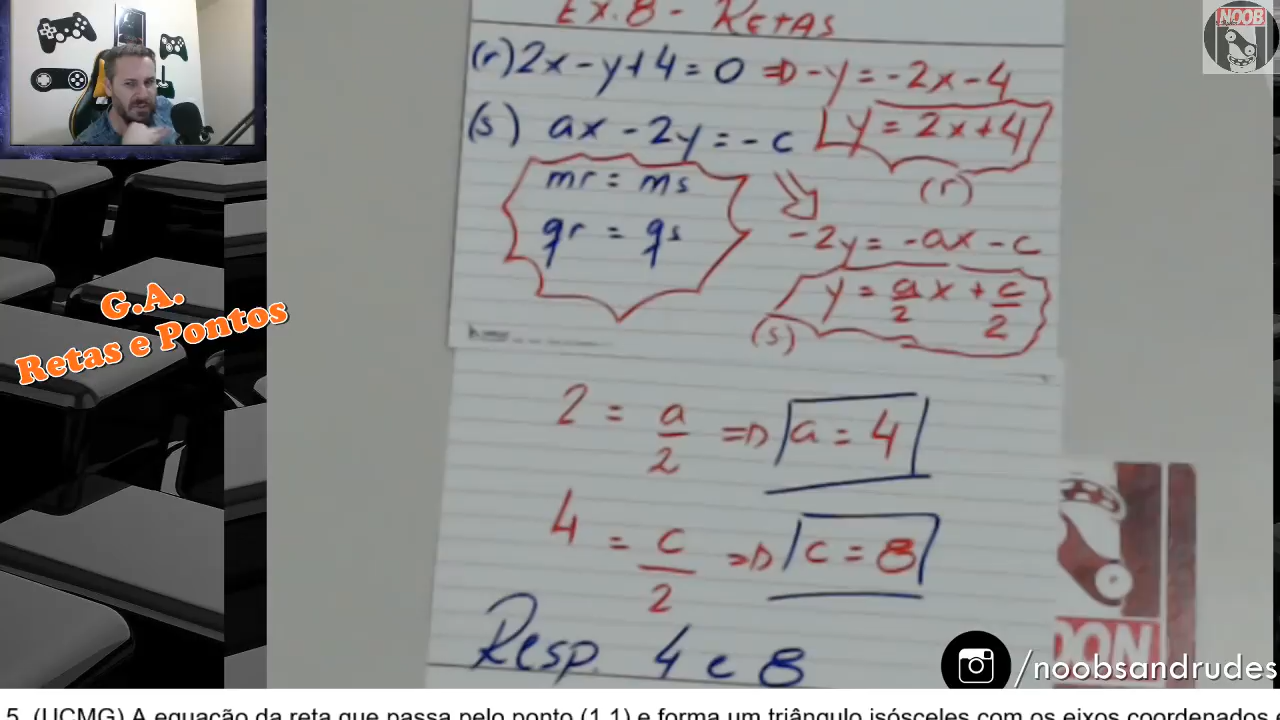 Ex. 8 - Retas
(r) 2x - y + 4 = 0 ⇒ -y = -2x - 4
y = 2x + 4
(r)
(s) ax - 2y = -c
mr = ms
qr = qs
-2y = -ax - c
y = a/2 x + c/2
(s)
2 = a/2 ⇒ a = 4
4 = c/2 ⇒ c = 8
Resp. 4 e 8
G.A.
Retas e Pontos
NOOB
/noobsandrudes
5. (UCMG) A equação da reta que passa pelo ponto (1,1) e forma um triângulo isósceles com os eixos coordenados